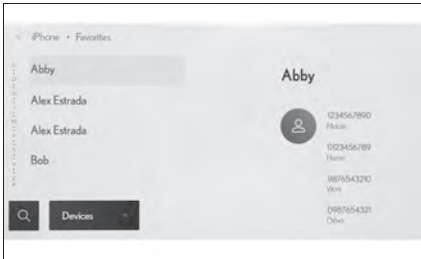 iPhone • Favorites
Abby
Alex Estrada
Alex Estrada
Bob
Devices
Abby
1234567890
Mobile
0123456789
Home
9876543210
Work
0987654321
Other